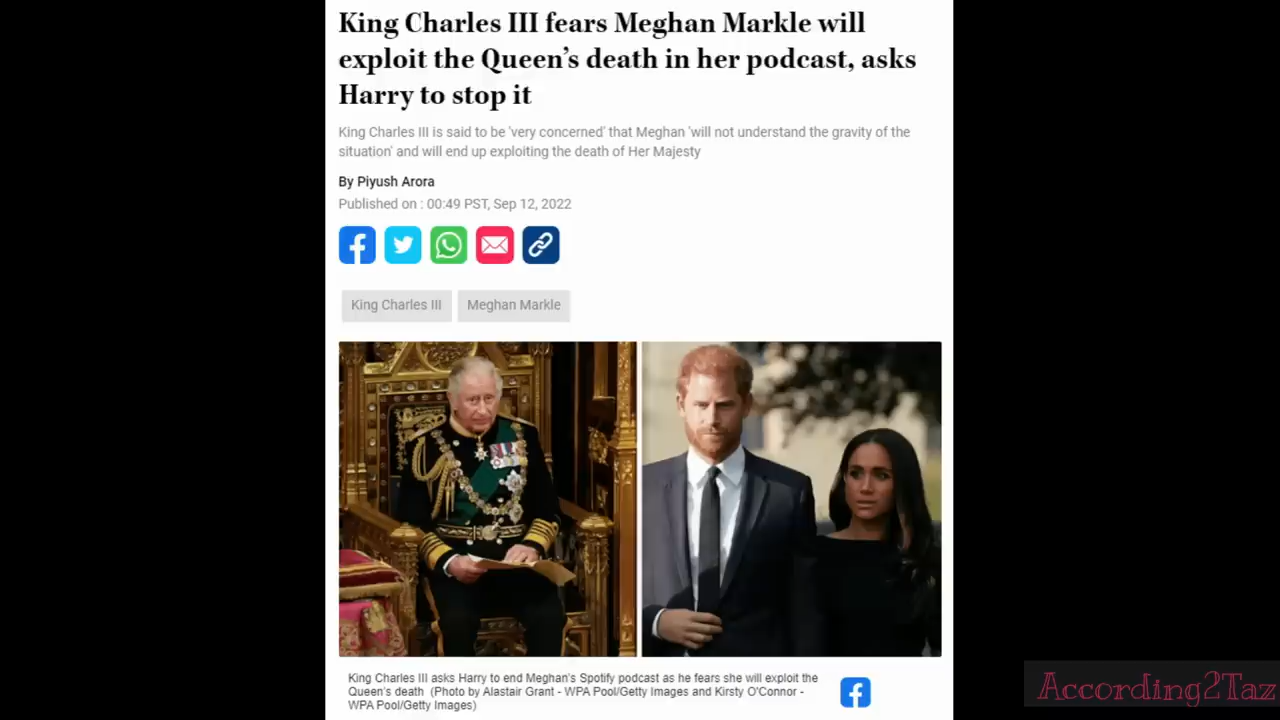 King Charles III fears Meghan Markle will
exploit the Queen’s death in her podcast, asks
Harry to stop it
King Charles III is said to be 'very concerned' that Meghan 'will not understand the gravity of the
situation' and will end up exploiting the death of Her Majesty
By Piyush Arora
Published on : 00:49 PST, Sep 12, 2022
King Charles III
Meghan Markle
King Charles III asks Harry to end Meghan's Spotify podcast as he fears she will exploit the
Queen's death (Photo by Alastair Grant - WPA Pool/Getty Images and Kirsty O'Connor -
WPA Pool/Getty Images)
According2Taz